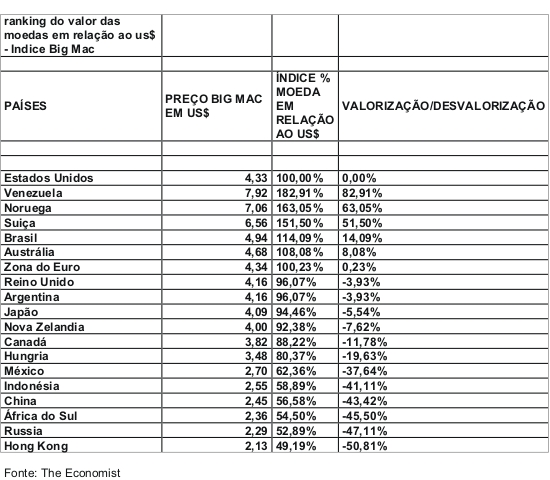 ranking do valor das
moedas em relação ao us$
- Indice Big Mac
PAÍSES PREÇO BIG MAC EM US$ ÍNDICE % MOEDA EM RELAÇÃO AO US$ VALORIZAÇÃO/DESVALORIZAÇÃO
Estados Unidos 4,33 100,00% 0,00%
Venezuela 7,92 182,91% 82,91%
Noruega 7,06 163,05% 63,05%
Suiça 6,56 151,50% 51,50%
Brasil 4,94 114,09% 14,09%
Austrália 4,68 108,08% 8,08%
Zona do Euro 4,34 100,23% 0,23%
Reino Unido 4,16 96,07% -3,93%
Argentina 4,16 96,07% -3,93%
Japão 4,09 94,46% -5,54%
Nova Zelandia 4,00 92,38% -7,62%
Canadá 3,82 88,22% -11,78%
Hungria 3,48 80,37% -19,63%
México 2,70 62,36% -37,64%
Indonésia 2,55 58,89% -41,11%
China 2,45 56,58% -43,42%
África do Sul 2,36 54,50% -45,50%
Russia 2,29 52,89% -47,11%
Hong Kong 2,13 49,19% -50,81%
Fonte: The Economist